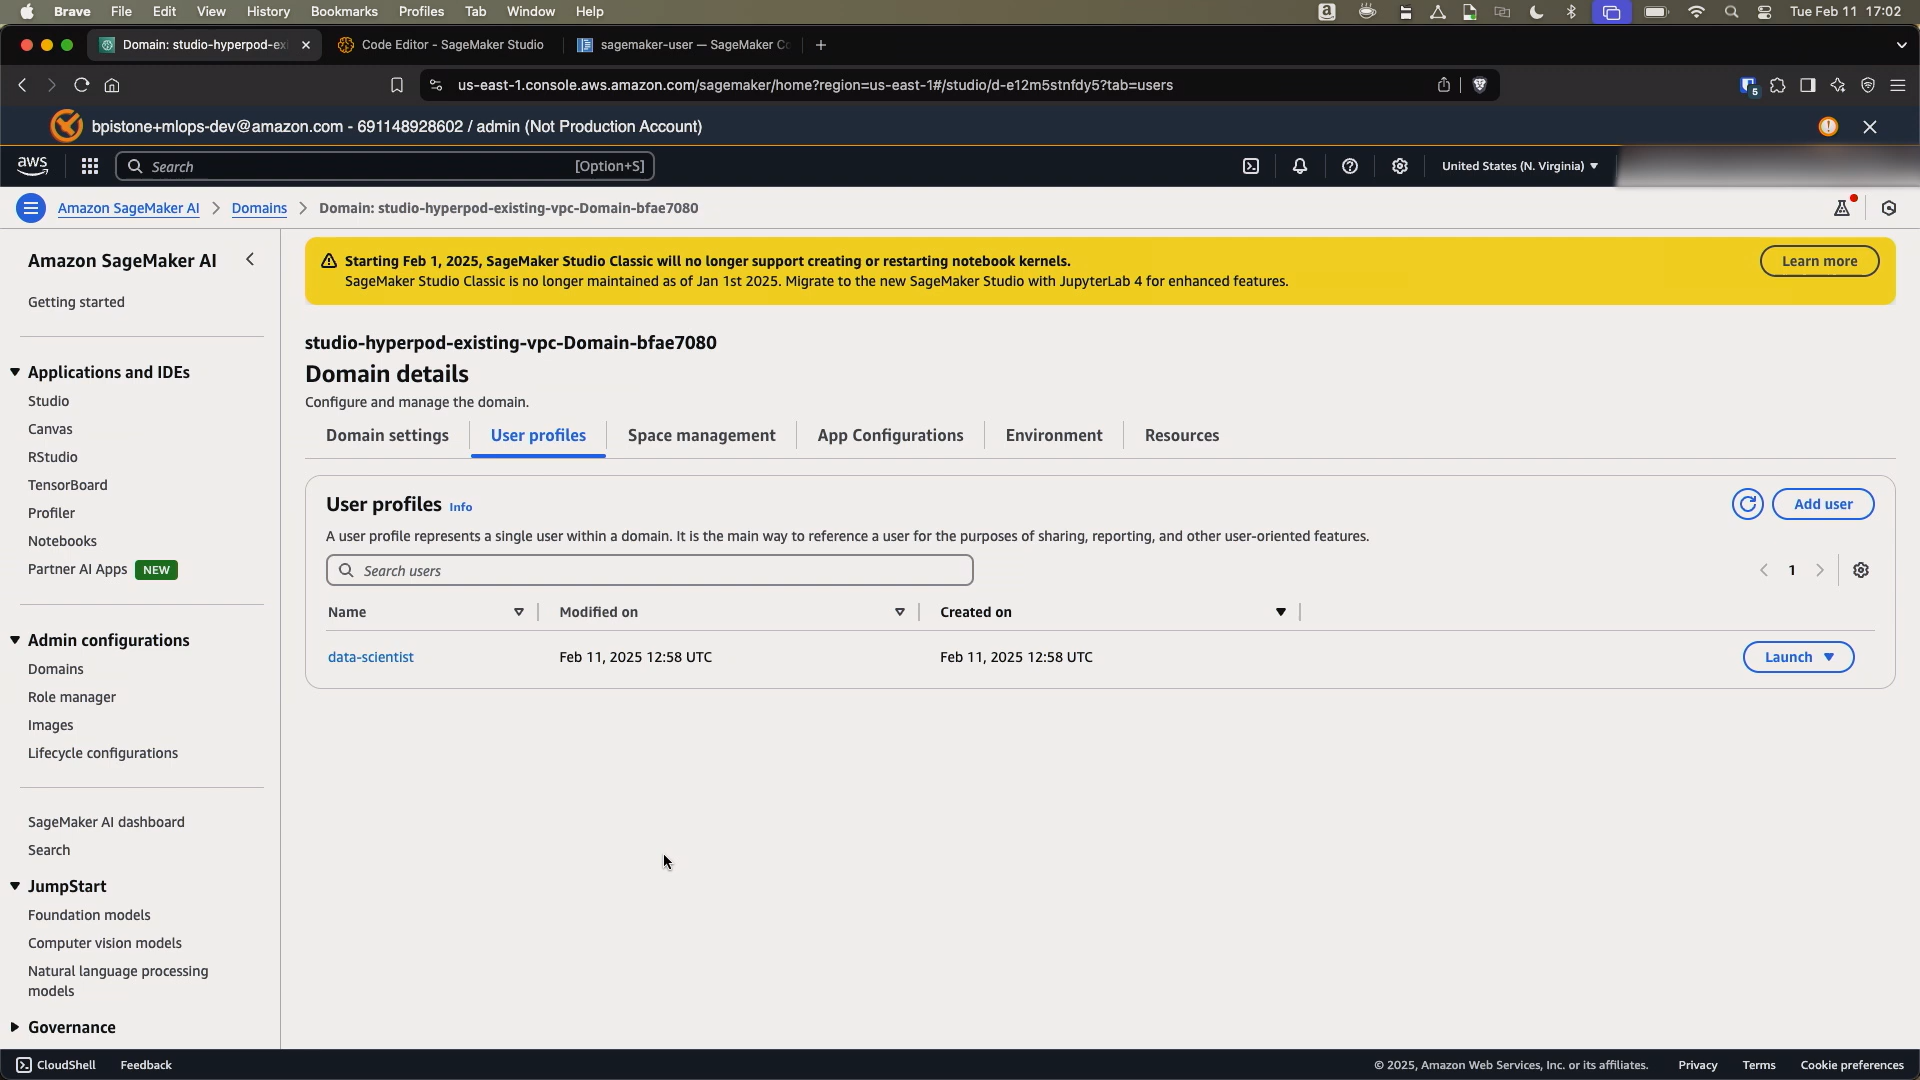 Brave File Edit View History Bookmarks Profiles Tab Window Help Tue Feb 11 17:02
Domain: studio-hyperpod-exi Code Editor - SageMaker Studio sagemaker-user — SageMaker Co
us-east-1.console.aws.amazon.com/sagemaker/home?region=us-east-1#/studio/d-e12m5stnfdy5?tab=users 5
bpistone+mlops-dev@amazon.com - 691148928602 / admin (Not Production Account)
aws Search [Option+S] United States (N. Virginia)
Amazon SageMaker AI Domains Domain: studio-hyperpod-existing-vpc-Domain-bfae7080
Amazon SageMaker AI
Getting started
Applications and IDEs
Studio
Canvas
RStudio
TensorBoard
Profiler
Notebooks
Partner AI Apps NEW
Admin configurations
Domains
Role manager
Images
Lifecycle configurations
SageMaker AI dashboard
Search
JumpStart
Foundation models
Computer vision models
Natural language processing
models
Governance
Starting Feb 1, 2025, SageMaker Studio Classic will no longer support creating or restarting notebook kernels.
SageMaker Studio Classic is no longer maintained as of Jan 1st 2025. Migrate to the new SageMaker Studio with JupyterLab 4 for enhanced features.
Learn more
studio-hyperpod-existing-vpc-Domain-bfae7080
Domain details
Configure and manage the domain.
Domain settings User profiles Space management App Configurations Environment Resources
User profiles Info
Add user
A user profile represents a single user within a domain. It is the main way to reference a user for the purposes of sharing, reporting, and other user-oriented features.
Search users
1
Name Modified on Created on
data-scientist Feb 11, 2025 12:58 UTC Feb 11, 2025 12:58 UTC Launch
CloudShell Feedback © 2025, Amazon Web Services, Inc. or its affiliates. Privacy Terms Cookie preferences